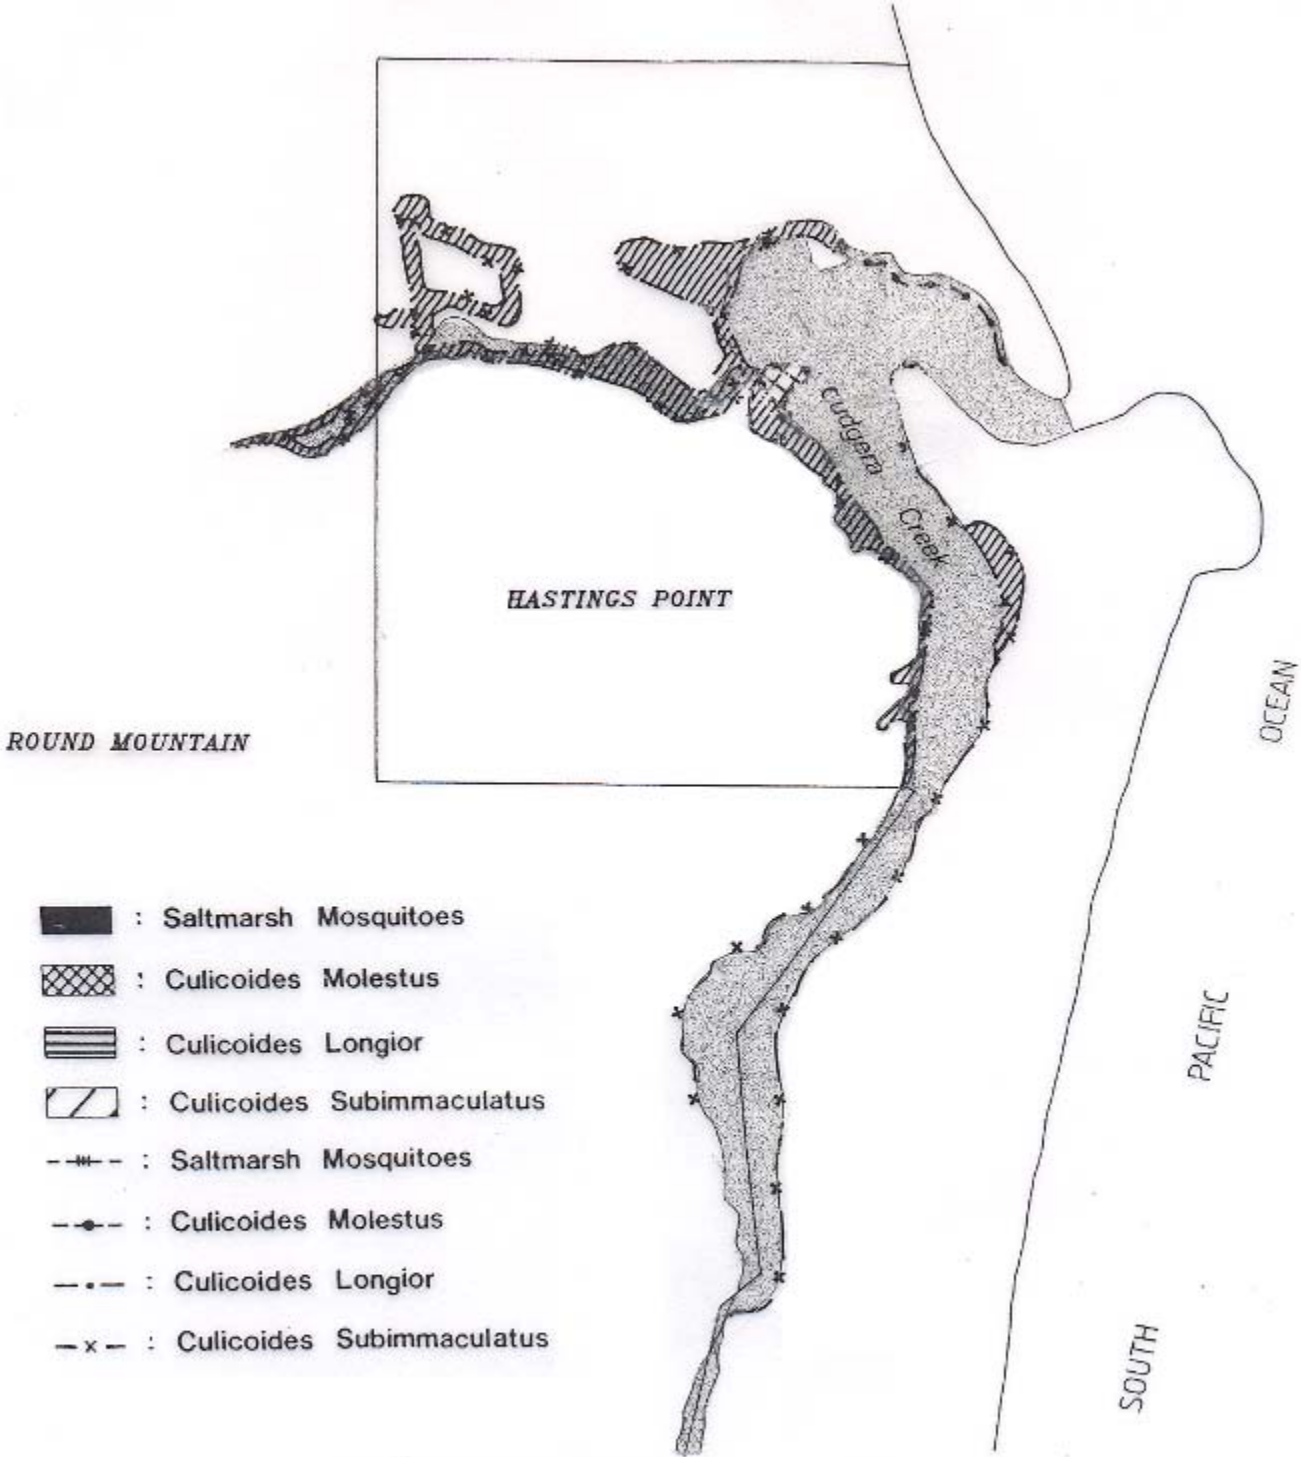 cudgera
Creek
HASTINGS POINT
OCEAN
ROUND MOUNTAIN
: Saltmarsh Mosquitoes
: Culicoides Molestus
PACIFIC
: Culicoides Longior
: Culicoides Subimmaculatus
: Saltmarsh Mosquitoes
: Culicoides Molestus
: Culicoides Longior
: Culicoides Subimmaculatus
SOUTH